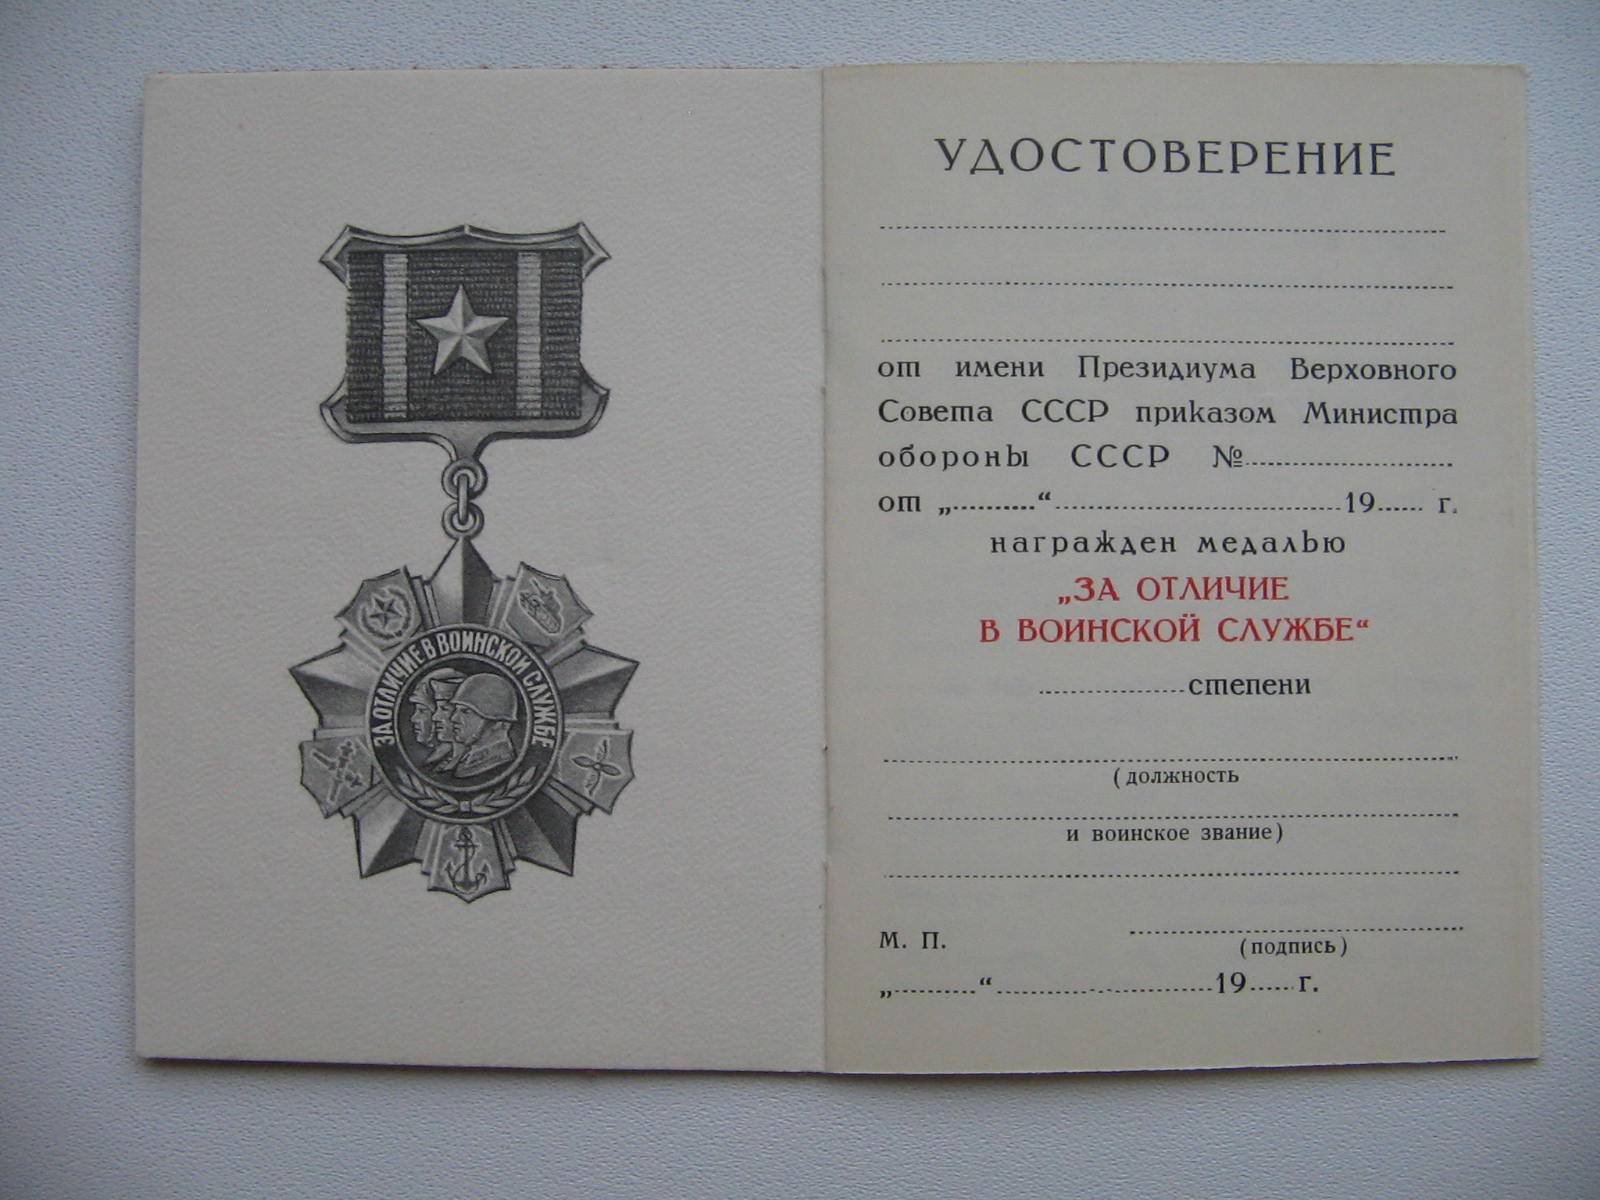 ЗА ОТЛИЧИЕ В ВОИНСКОЙ СЛУЖБЕ
УДОСТОВЕРЕНИЕ
от имени Президиума Верховного
Совета СССР приказом Министра
обороны СССР №
от „..........“ 19...... г.
награжден медалью
„ЗА ОТЛИЧИЕ
В ВОИНСКОЙ СЛУЖБЕ“
степени
(должность
и воинское звание)
М. П.
(подпись)
„..........“ 19...... г.